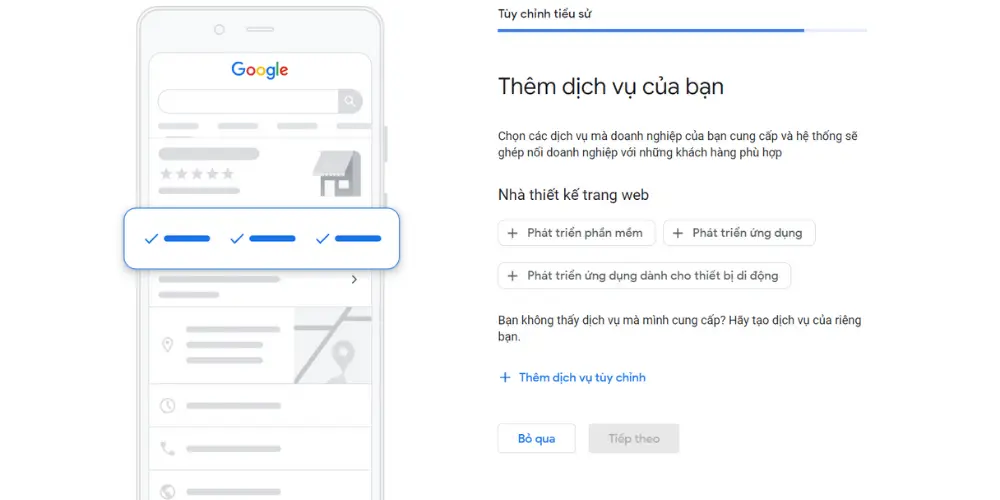 Google
Tùy chỉnh tiểu sử
Thêm dịch vụ của bạn
Chọn các dịch vụ mà doanh nghiệp của bạn cung cấp và hệ thống sẽ
ghép nối doanh nghiệp với những khách hàng phù hợp
Nhà thiết kế trang web
+ Phát triển phần mềm + Phát triển ứng dụng
+ Phát triển ứng dụng dành cho thiết bị di động
Bạn không thấy dịch vụ mà mình cung cấp? Hãy tạo dịch vụ của riêng
bạn.
+ Thêm dịch vụ tùy chỉnh
Bỏ qua Tiếp theo